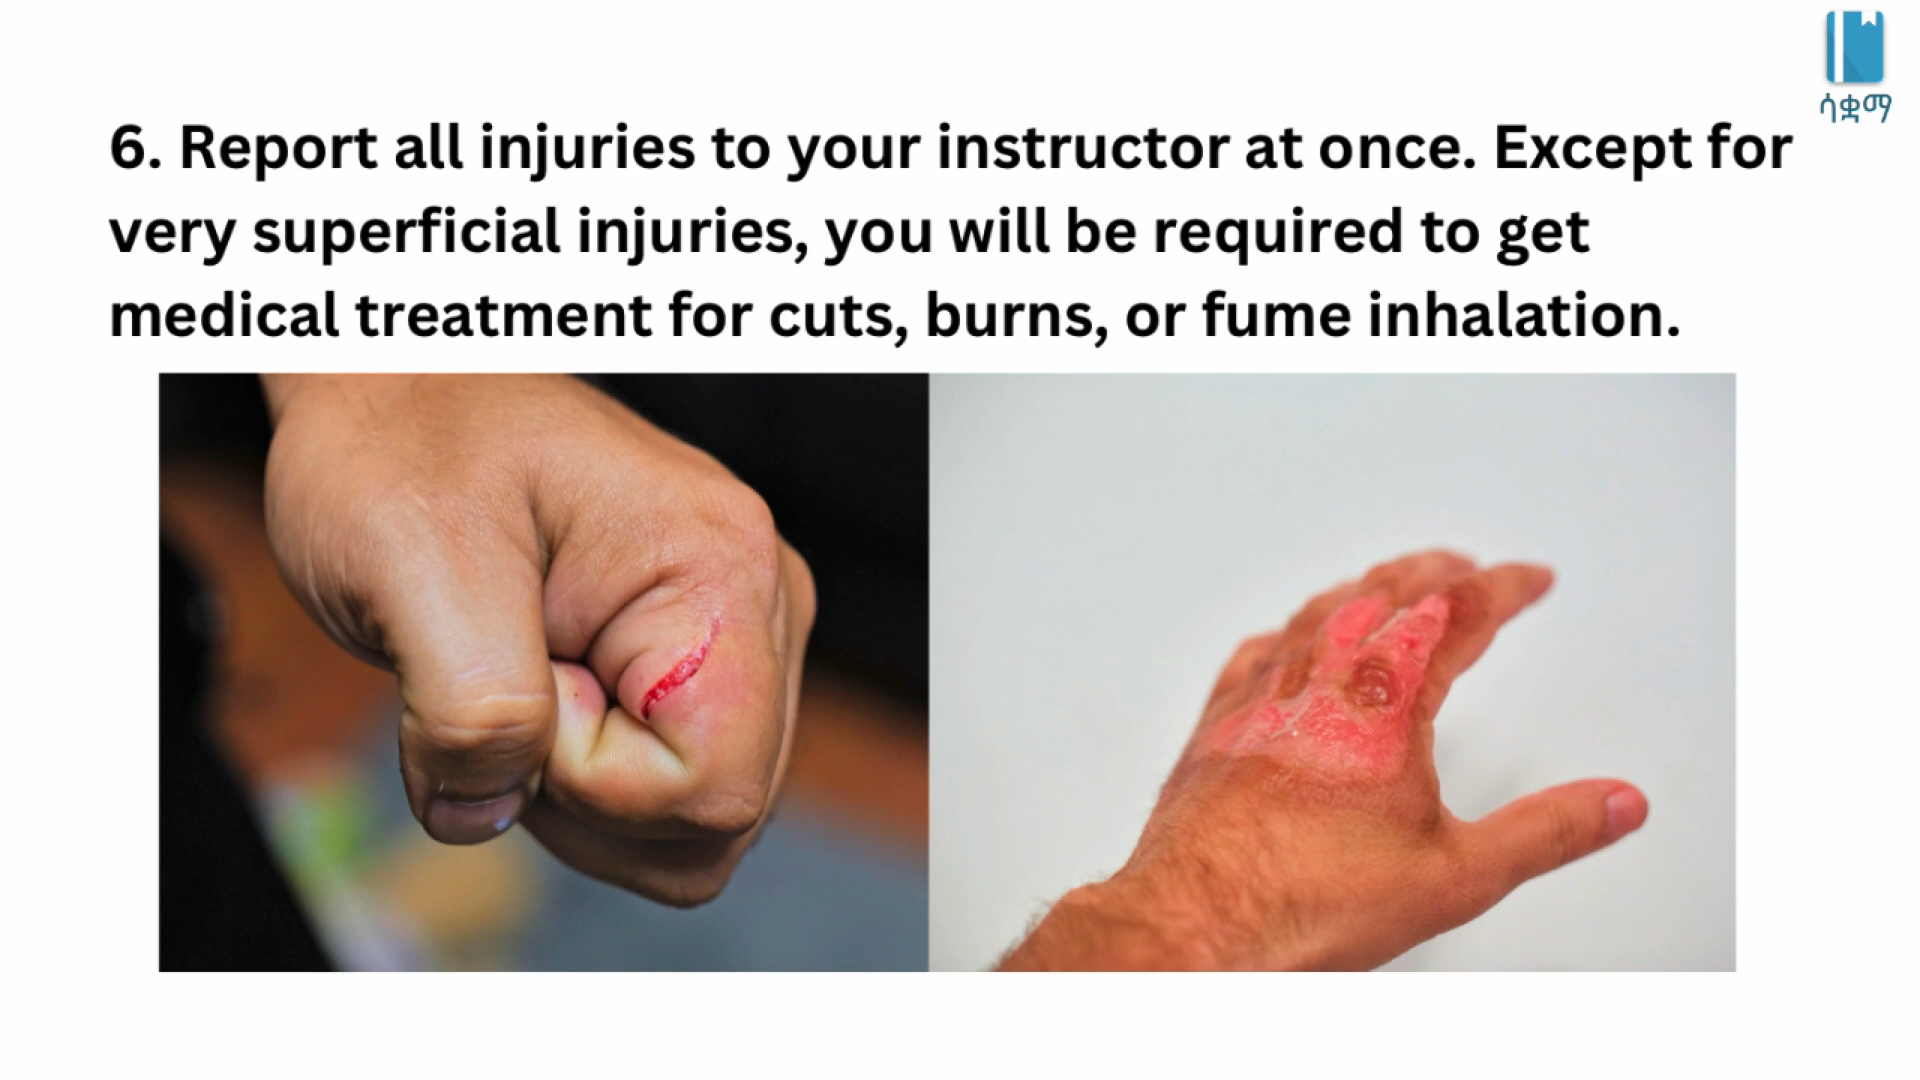 ሳቋማ
6. Report all injuries to your instructor at once. Except for
very superficial injuries, you will be required to get
medical treatment for cuts, burns, or fume inhalation.